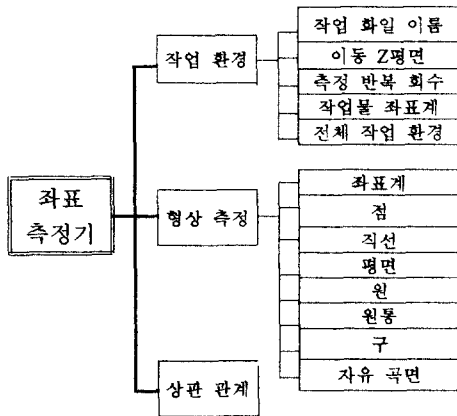 작업 환경
작업 화일 이름
이동 Z평면
측정 반복 회수
작업물 좌표계
전체 작업 환경
좌표
측정기
형상 측정
좌표계
점
직선
평면
원
원통
구
자유 곡면
상관 관계